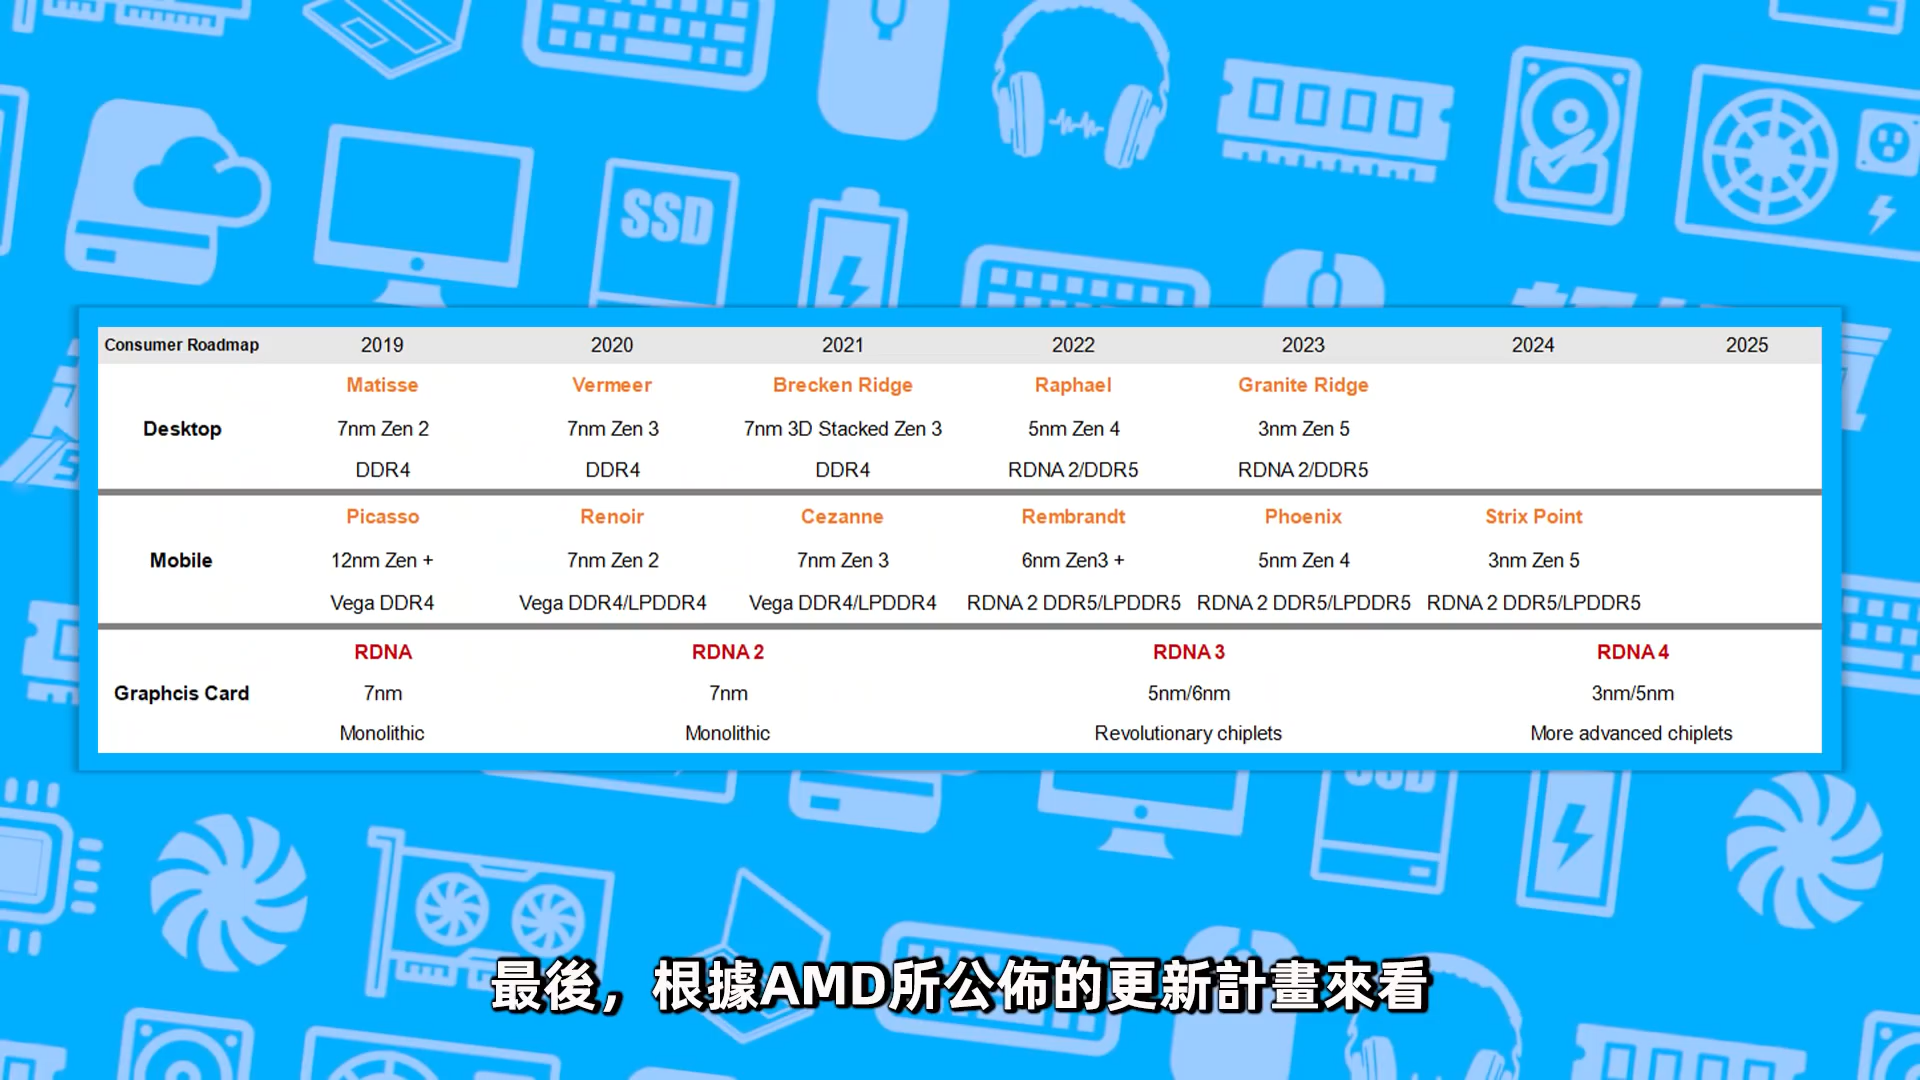 SSD
Consumer Roadmap 2019 2020 2021 2022 2023 2024 2025
Matisse Vermeer Brecken Ridge Raphael Granite Ridge
Desktop 7nm Zen 2 7nm Zen 3 7nm 3D Stacked Zen 3 5nm Zen 4 3nm Zen 5
DDR4 DDR4 DDR4 RDNA 2/DDR5 RDNA 2/DDR5
Picasso Renoir Cezanne Rembrandt Phoenix Strix Point
Mobile 12nm Zen + 7nm Zen 2 7nm Zen 3 6nm Zen3 + 5nm Zen 4 3nm Zen 5
Vega DDR4 Vega DDR4/LPDDR4 Vega DDR4/LPDDR4 RDNA 2 DDR5/LPDDR5 RDNA 2 DDR5/LPDDR5 RDNA 2 DDR5/LPDDR5
RDNA RDNA 2 RDNA 3 RDNA 4
Graphcis Card 7nm 7nm 5nm/6nm 3nm/5nm
Monolithic Monolithic Revolutionary chiplets More advanced chiplets
SSD
最後，根據AMD所公佈的更新計畫來看